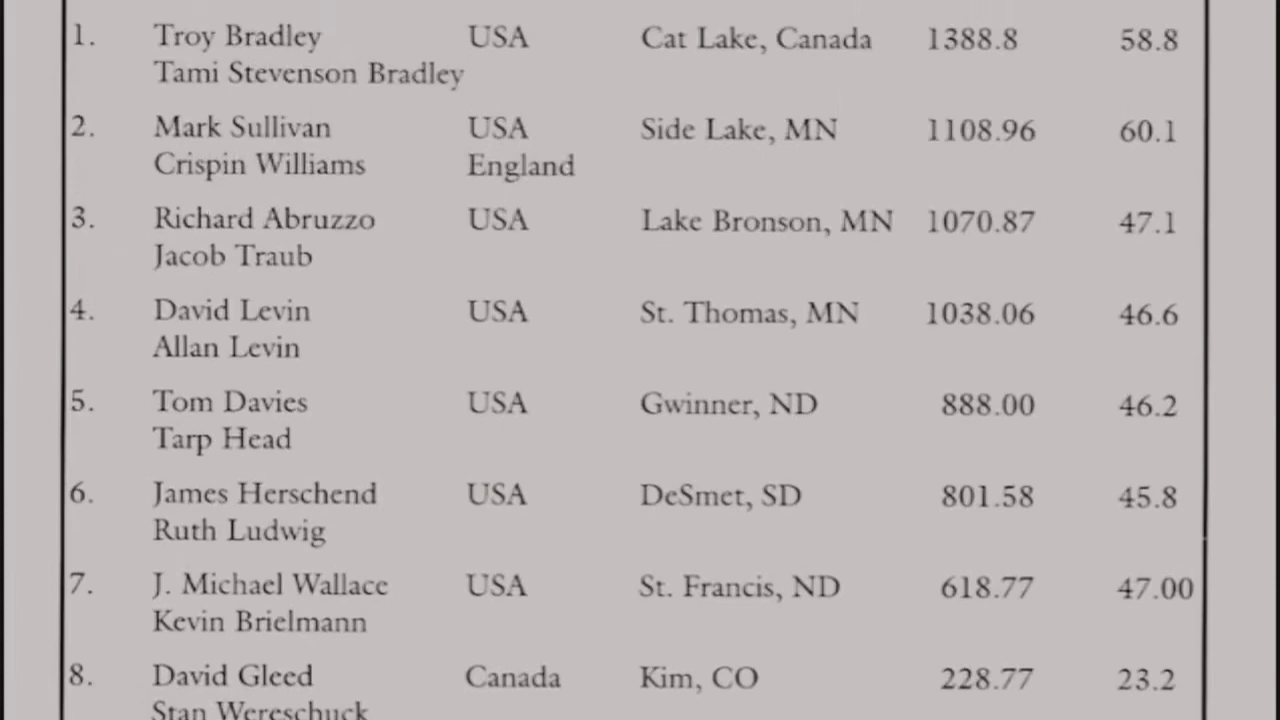 1. Troy Bradley USA Cat Lake, Canada 1388.8 58.8
Tami Stevenson Bradley
2. Mark Sullivan USA Side Lake, MN 1108.96 60.1
Crispin Williams England
3. Richard Abruzzo USA Lake Bronson, MN 1070.87 47.1
Jacob Traub
4. David Levin USA St. Thomas, MN 1038.06 46.6
Allan Levin
5. Tom Davies USA Gwinner, ND 888.00 46.2
Tarp Head
6. James Herschend USA DeSmet, SD 801.58 45.8
Ruth Ludwig
7. J. Michael Wallace USA St. Francis, ND 618.77 47.00
Kevin Brielmann
8. David Gleed Canada Kim, CO 228.77 23.2
Stan Wereschuck